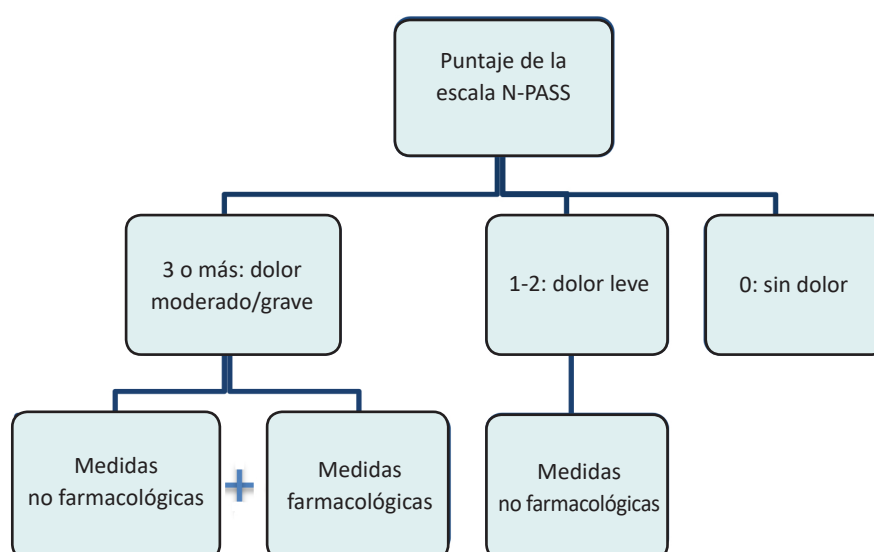 Puntaje de la
escala N-PASS
3 o más: dolor
moderado/grave
1-2: dolor leve
0: sin dolor
Medidas
no farmacológicas
+
Medidas
farmacológicas
Medidas
no farmacológicas